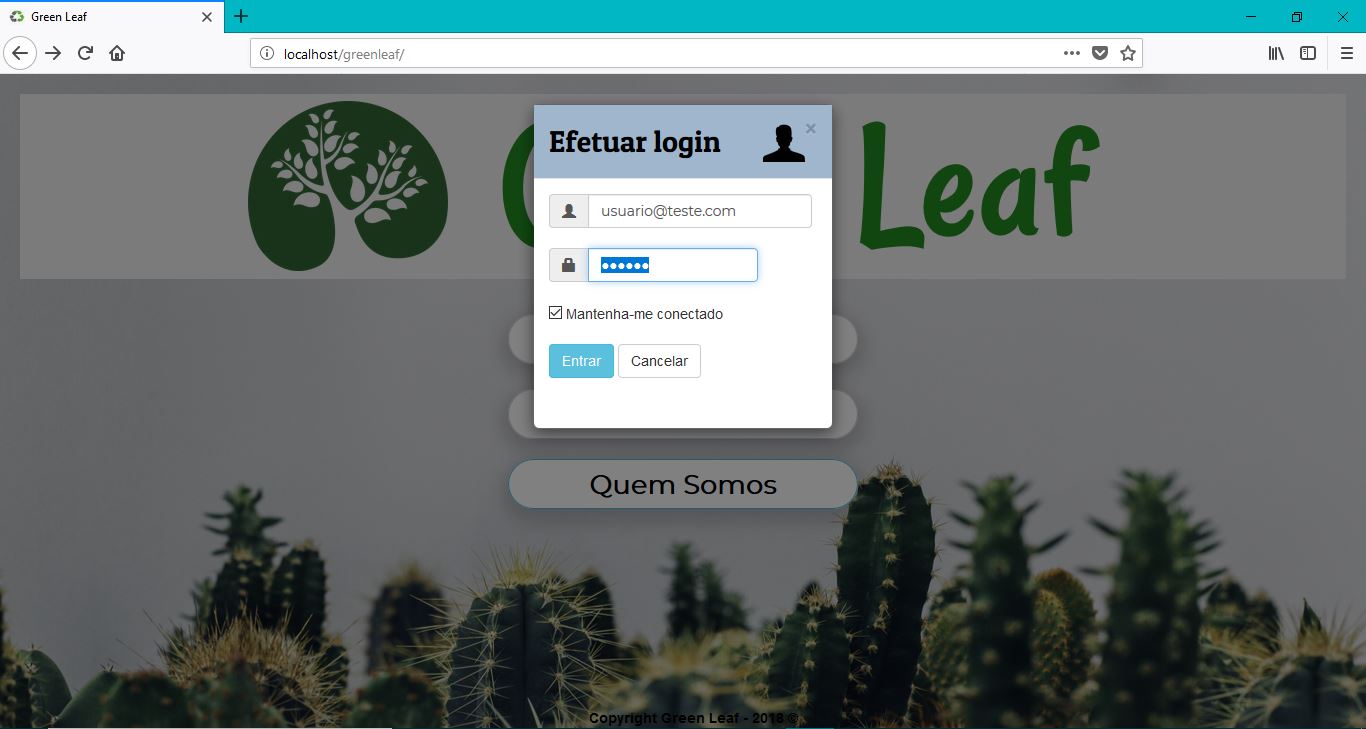 Green Leaf
localhost/greenleaf/
Efetuar login
×
Leaf
usuario@teste.com
••••••
Mantenha-me conectado
Entrar
Cancelar
Quem Somos
Copyright Green Leaf - 2018 ©